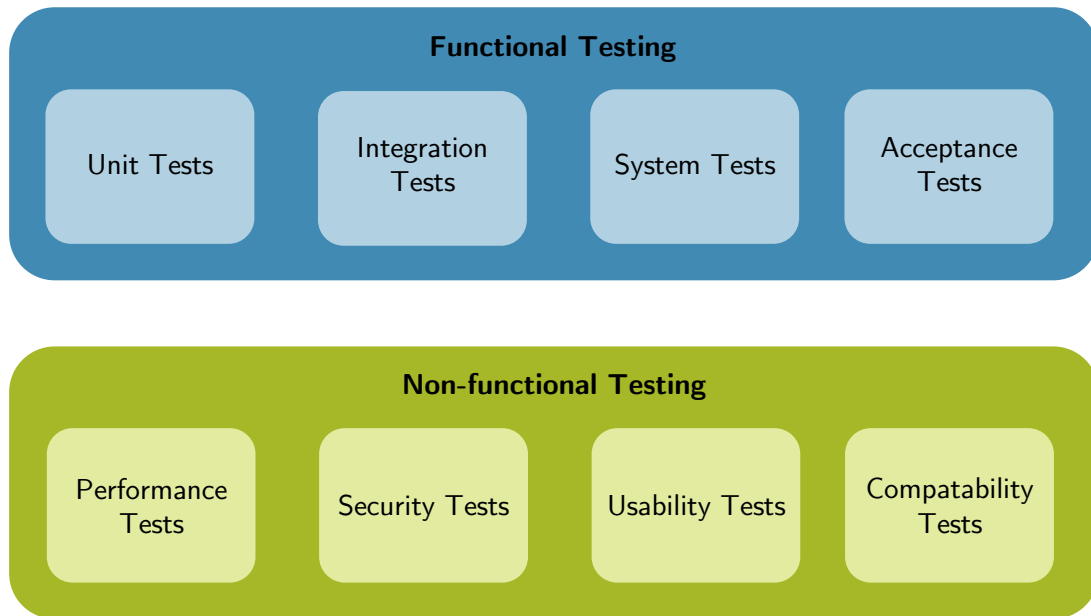 Functional Testing
Unit Tests
Integration
Tests
System Tests
Acceptance
Tests
Non-functional Testing
Performance
Tests
Security Tests
Usability Tests
Compatability
Tests